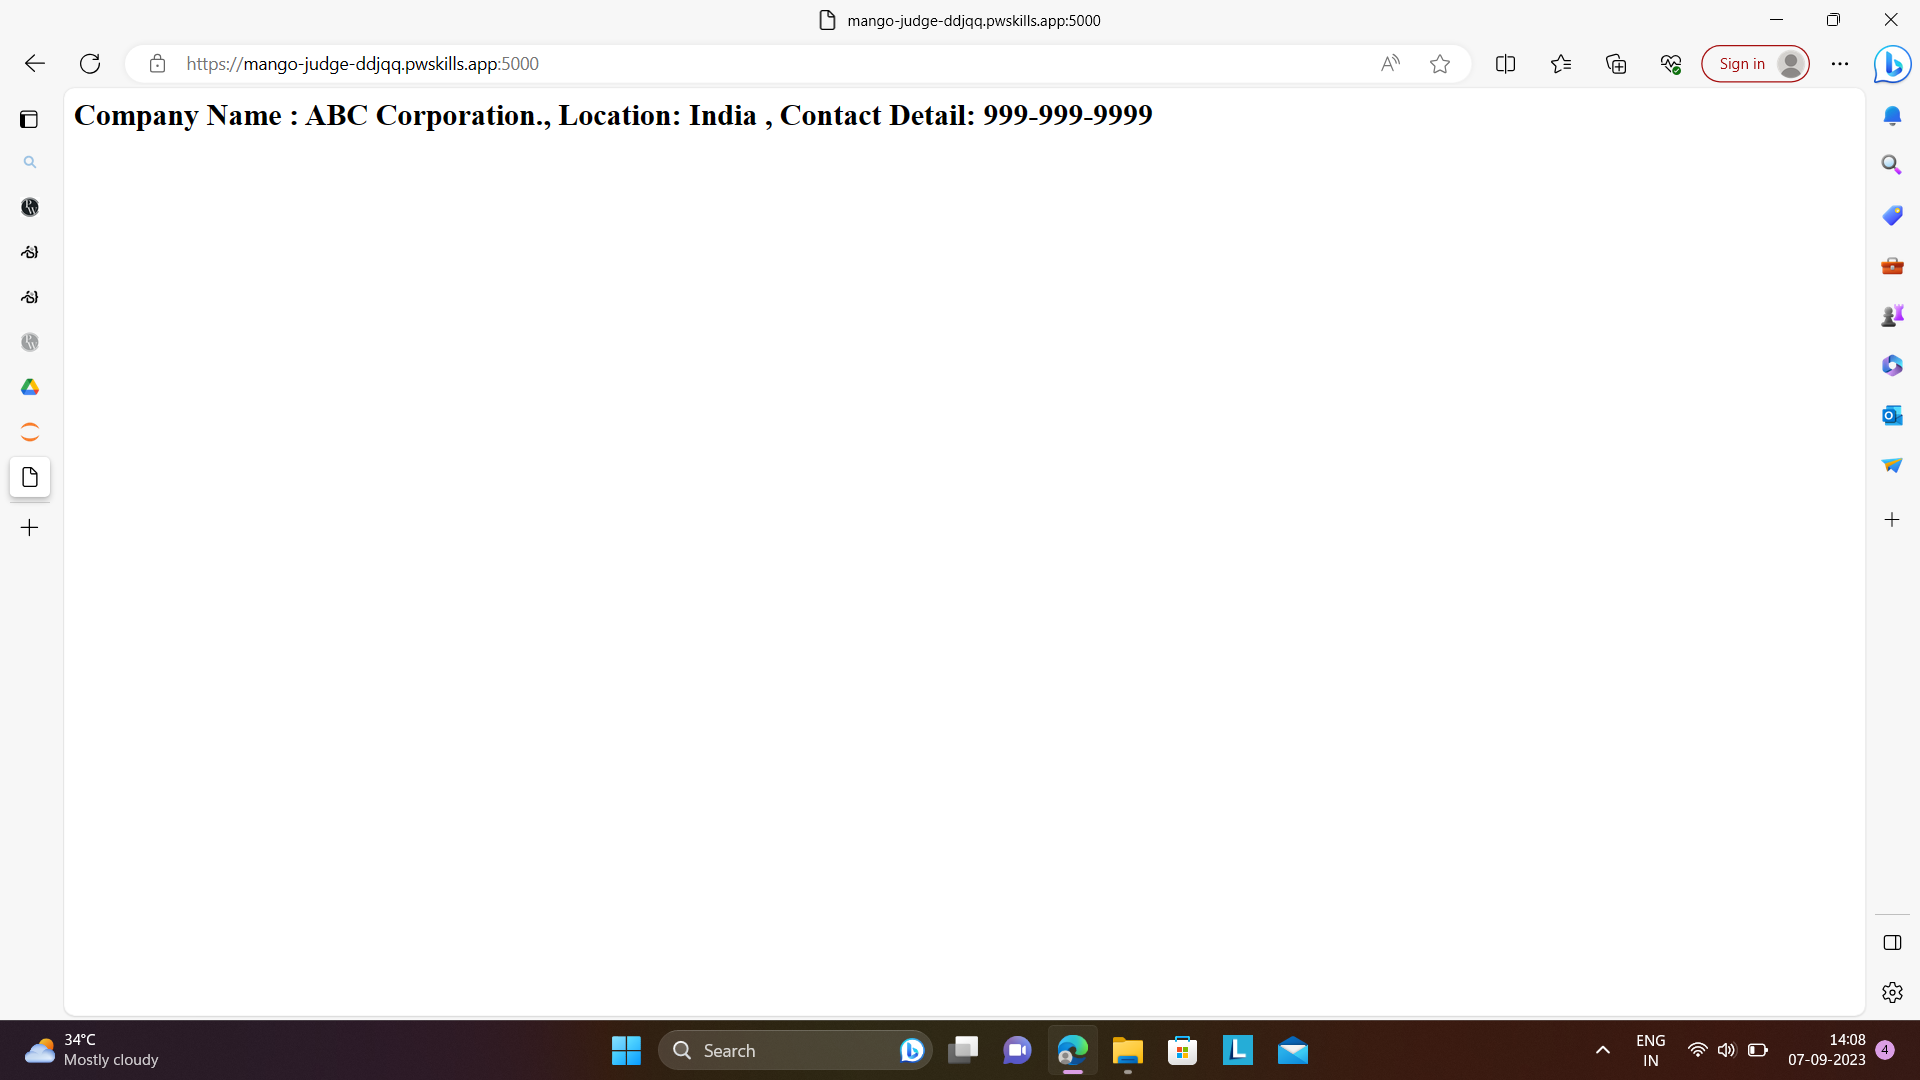 mango-judge-ddjqq.pwskills.app:5000
https://mango-judge-ddjqq.pwskills.app:5000
Sign in
Company Name : ABC Corporation., Location: India , Contact Detail: 999-999-9999
34°C
Mostly cloudy
Search
ENG
IN
14:08
07-09-2023
4